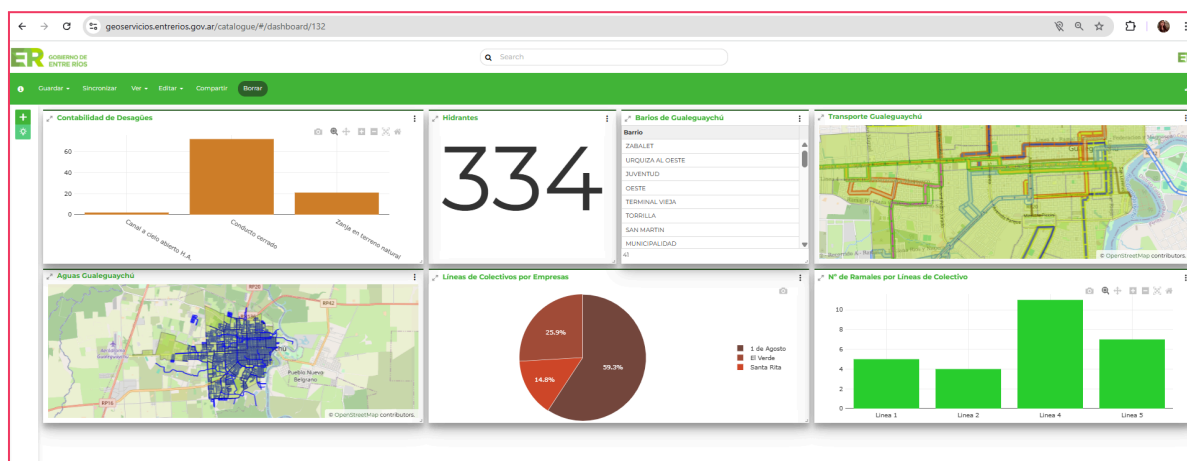 geoservicios.entrerios.gov.ar/catalogue/#/dashboard/132
ER GOBIERNO DE
ENTRE RÍOS
Search
Guardar Sincronizar Ver Editar Compartir Borrar
Contabilidad de Desagües
60
40
20
0
Canal a cielo abierto H.A.
Conducto cerrado
Zanja en terreno natural
Hidrantes
334
Barios de Gualeguaychú
Barrio
ZABALET
URQUIZA AL OESTE
JUVENTUD
OESTE
TERMINAL VIEJA
TORRILLA
SAN MARTIN
MUNICIPALIDAD
41
Transporte Gualeguaychú
© OpenStreetMap contributors.
Aguas Gualeguaychú
RP20
RP42
Pueblo Nuevo
Belgrano
RP16
© OpenStreetMap contributors.
Líneas de Colectivos por Empresas
25.9%
14.8%
59.3%
1 de Agosto
El Verde
Santa Rita
N° de Ramales por Líneas de Colectivo
10
8
6
4
2
0
Linea 1
Linea 2
Linea 4
Linea 5